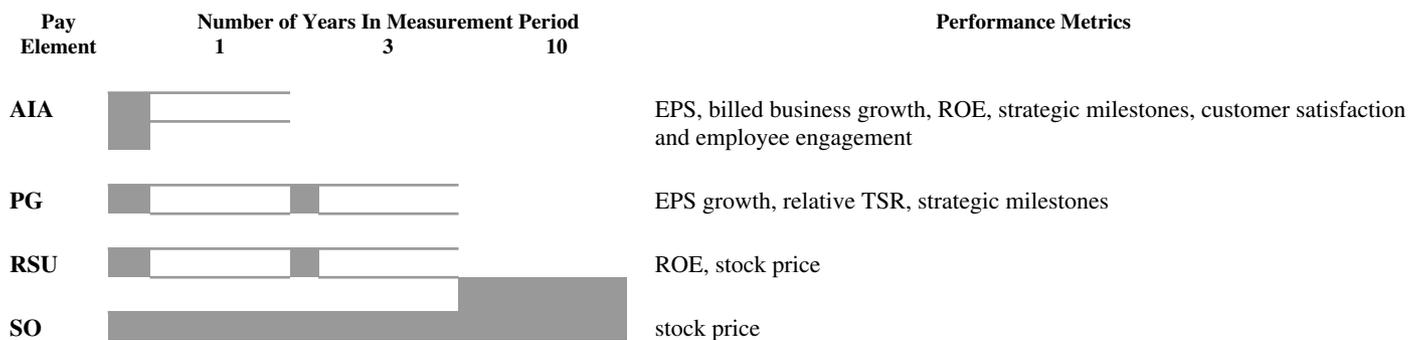 Pay Number of Years In Measurement Period Performance Metrics
Element 1 3 10
AIA EPS, billed business growth, ROE, strategic milestones, customer satisfaction
and employee engagement
PG EPS growth, relative TSR, strategic milestones
RSU ROE, stock price
SO stock price